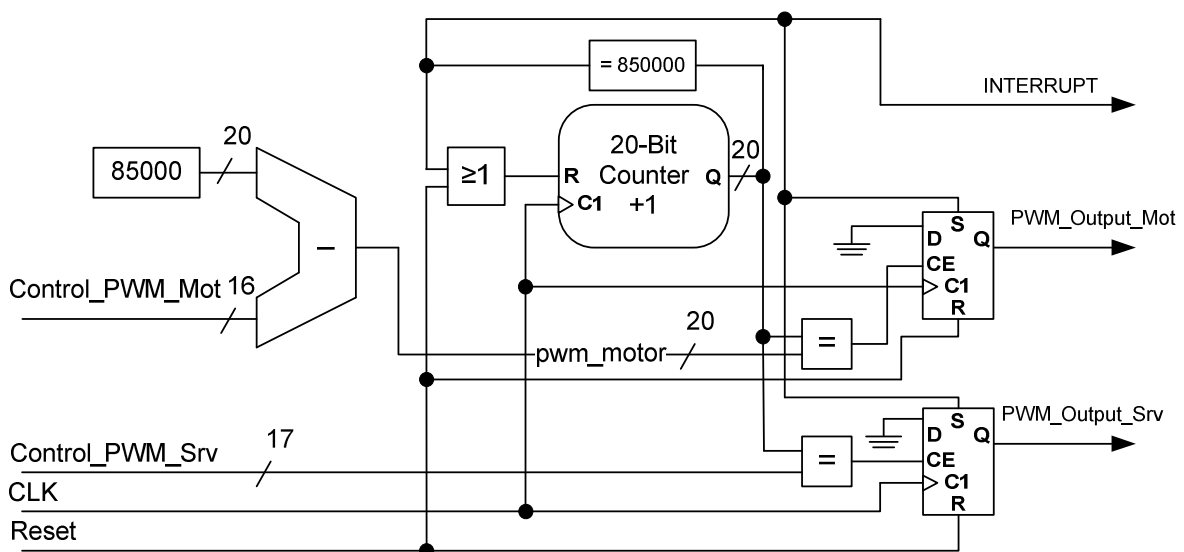 = 850000
INTERRUPT
20
85000
≥1
R
C1
20-Bit
Counter
+1
Q
20
–
Control_PWM_Mot
16
S
D
Q
CE
C1
R
PWM_Output_Mot
20
pwm_motor
=
S
D
Q
CE
C1
R
PWM_Output_Srv
Control_PWM_Srv
17
=
CLK
Reset